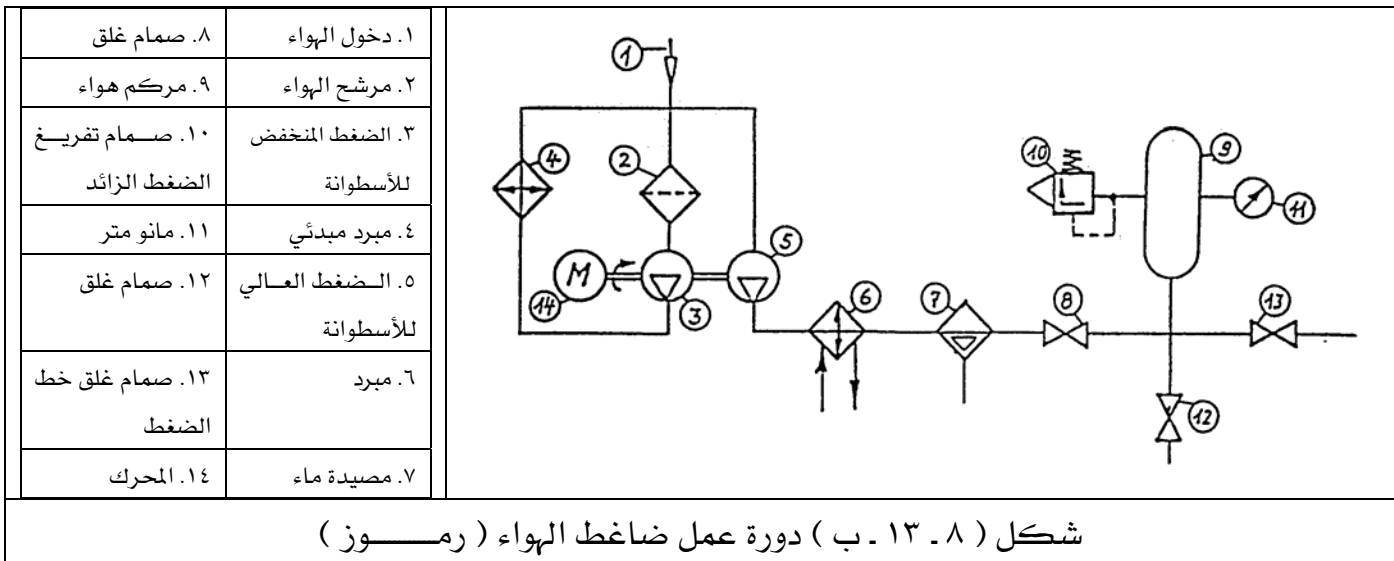 ١. دخول الهواء
٨. صمام غلق
٢. مرشح الهواء
٩. مركم هواء
٣. الضغط المنخفض
للأسطوانة
١٠. صمام تفريغ
الضغط الزائد
٤. مبرد مبدئي
١١. مانو متر
٥. الضغط العالي
للأسطوانة
١٢. صمام غلق
٦. مبرد
١٣. صمام غلق خط
الضغط
٧. مصيدة ماء
١٤. المحرك
1
4
2
10
9
11
M
14
3
5
6
7
8
13
12
شكل ( ٨ ـ ١٣ ـ ب ) دورة عمل ضاغط الهواء ( رمــــــوز )